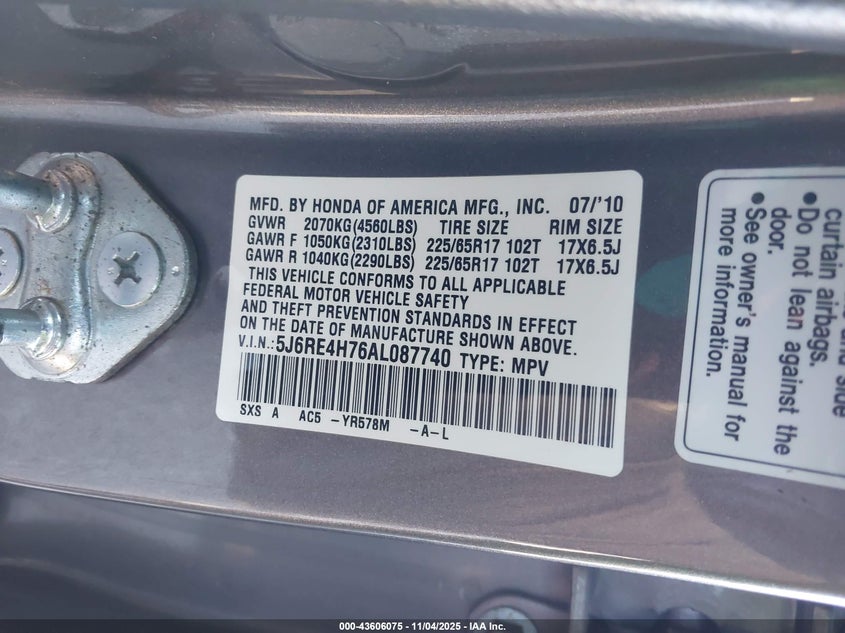 MFD. BY HONDA OF AMERICA MFG., INC. 07/'10
GVWR 2070KG(4560LBS) TIRE SIZE RIM SIZE
GAWR F 1050KG(2310LBS) 225/65R17 102T 17X6.5J
GAWR R 1040KG(2290LBS) 225/65R17 102T 17X6.5J
THIS VEHICLE CONFORMS TO ALL APPLICABLE
FEDERAL MOTOR VEHICLE SAFETY
AND THEFT PREVENTION STANDARDS IN EFFECT
ON THE DATE OF MANUFACTURE SHOWN ABOVE.
V.I.N.: 5J6RE4H76AL087740 TYPE: MPV
SXS A AC5 -YR578M -A-L
curtain airbags.
• Do not lean against the
door.
• See owner's manual for
more information.
000-43606075 - 11/04/2025 - IAA Inc.